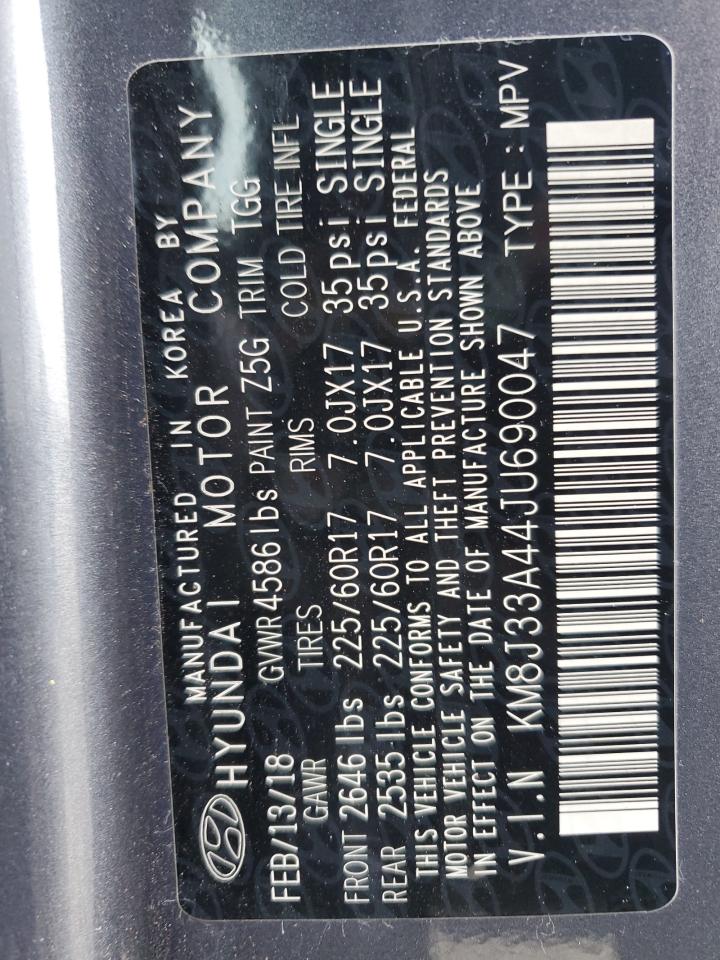 MANUFACTURED IN KOREA BY
HYUNDAI MOTOR COMPANY
FEB/13/18 GVWR 4586 lbs PAINT Z5G TRIM TGG
GAWR TIRES RIMS COLD TIRE INFL
FRONT 2646 lbs 225/60R17 7.0JX17 35psi SINGLE
REAR 2535 lbs 225/60R17 7.0JX17 35psi SINGLE
THIS VEHICLE CONFORMS TO ALL APPLICABLE U.S.A. FEDERAL
MOTOR VEHICLE SAFETY AND THEFT PREVENTION STANDARDS
IN EFFECT ON THE DATE OF MANUFACTURE SHOWN ABOVE
V.I.N KM8J33A44JU690047 TYPE : MPV